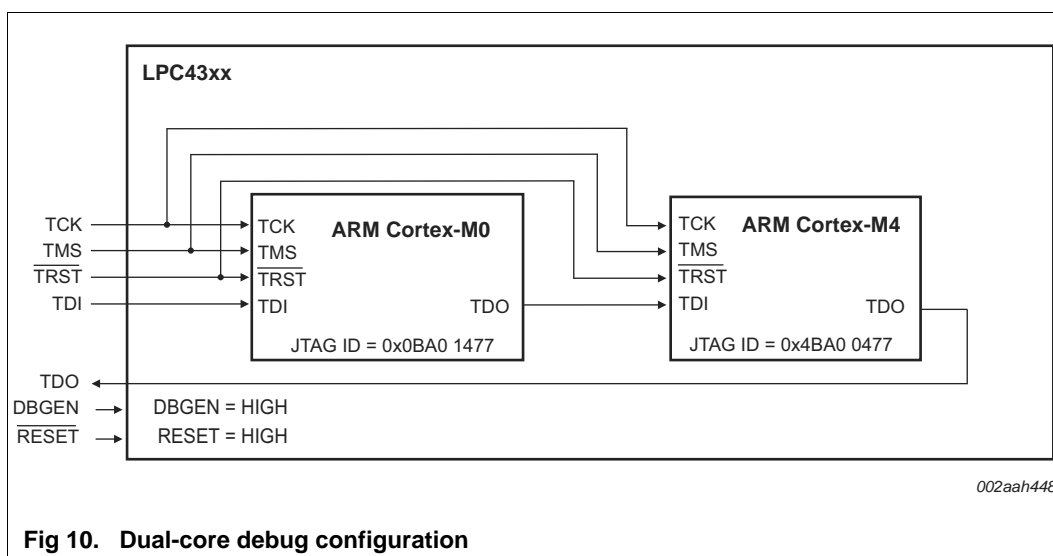 LPC43xx
TCK
TMS
TRST
TDI
TCK
TMS
TRST
TDI
ARM Cortex-M0
TDO
JTAG ID = 0x0BA0 1477
TCK
TMS
TRST
TDI
ARM Cortex-M4
TDO
JTAG ID = 0x4BA0 0477
TDO
DBGEN
RESET
DBGEN = HIGH
RESET = HIGH
002aah448
Fig 10. Dual-core debug configuration